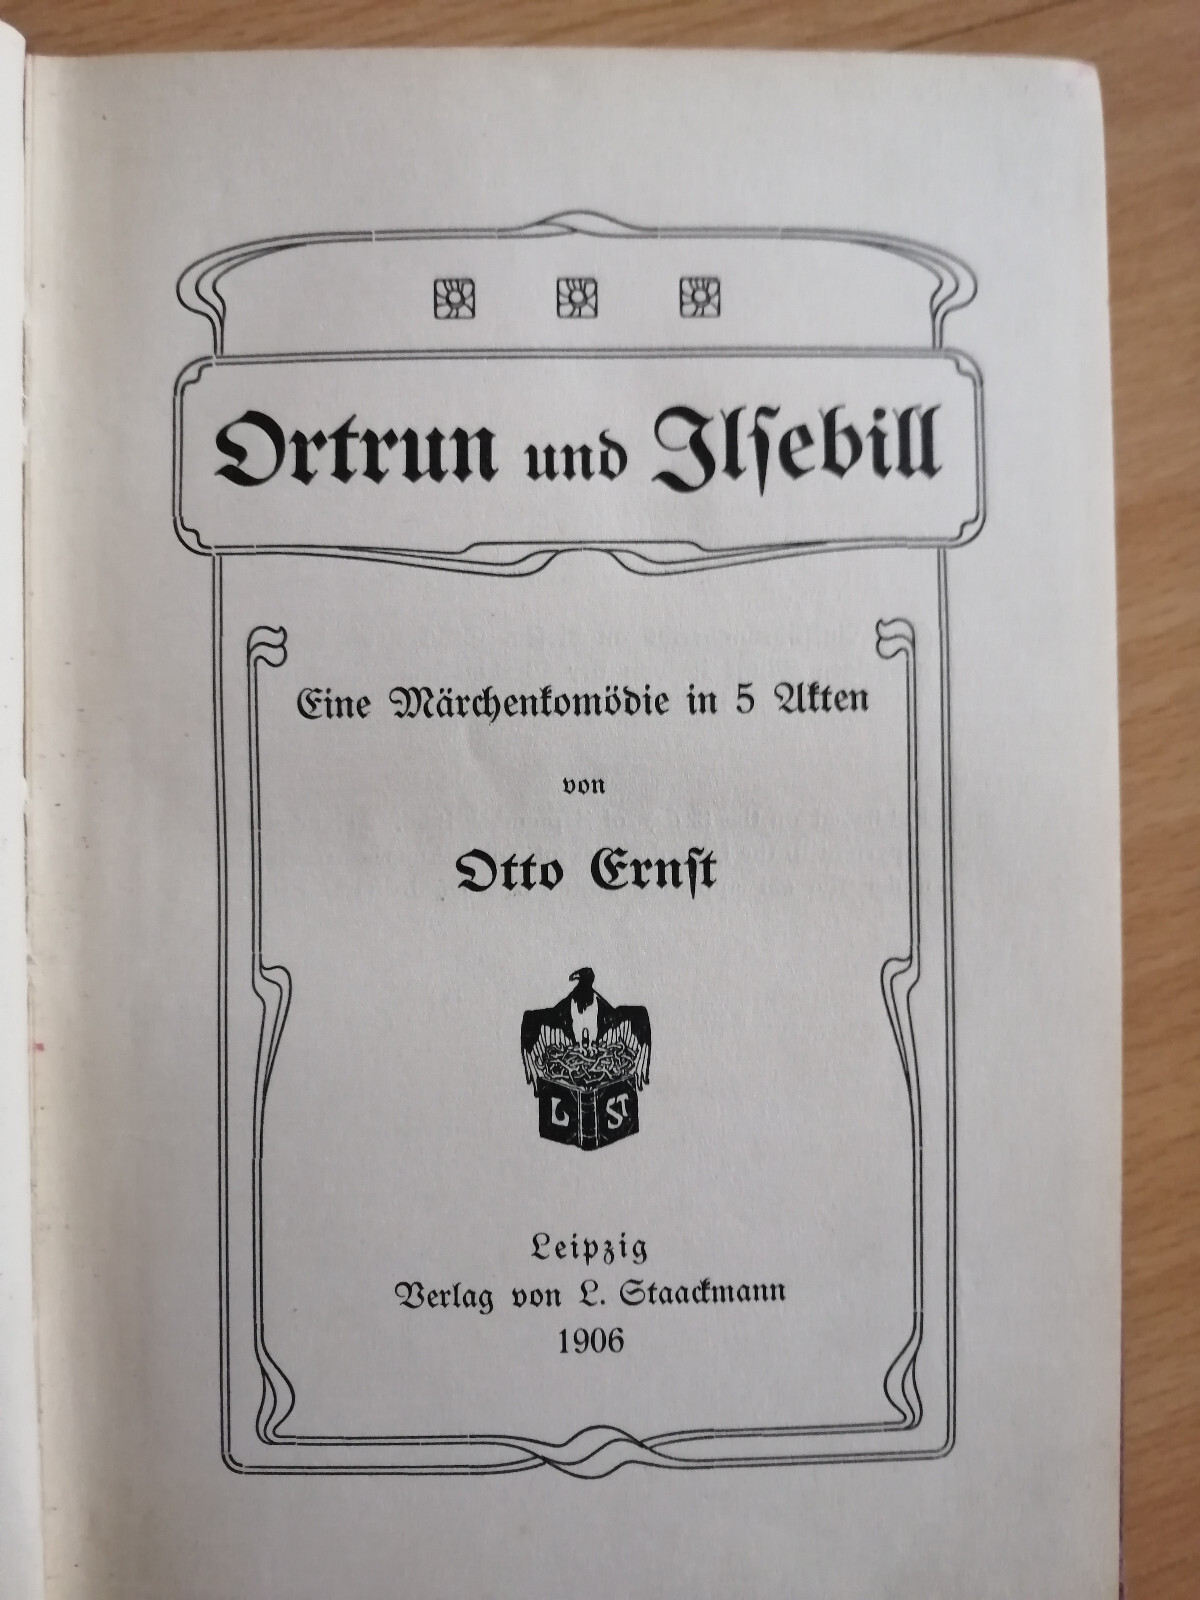 Ortrun und Ilſebill
Eine Märchenkomödie in 5 Akten
von
Otto Ernſt
L ST
Leipzig
Verlag von L. Staackmann
1906